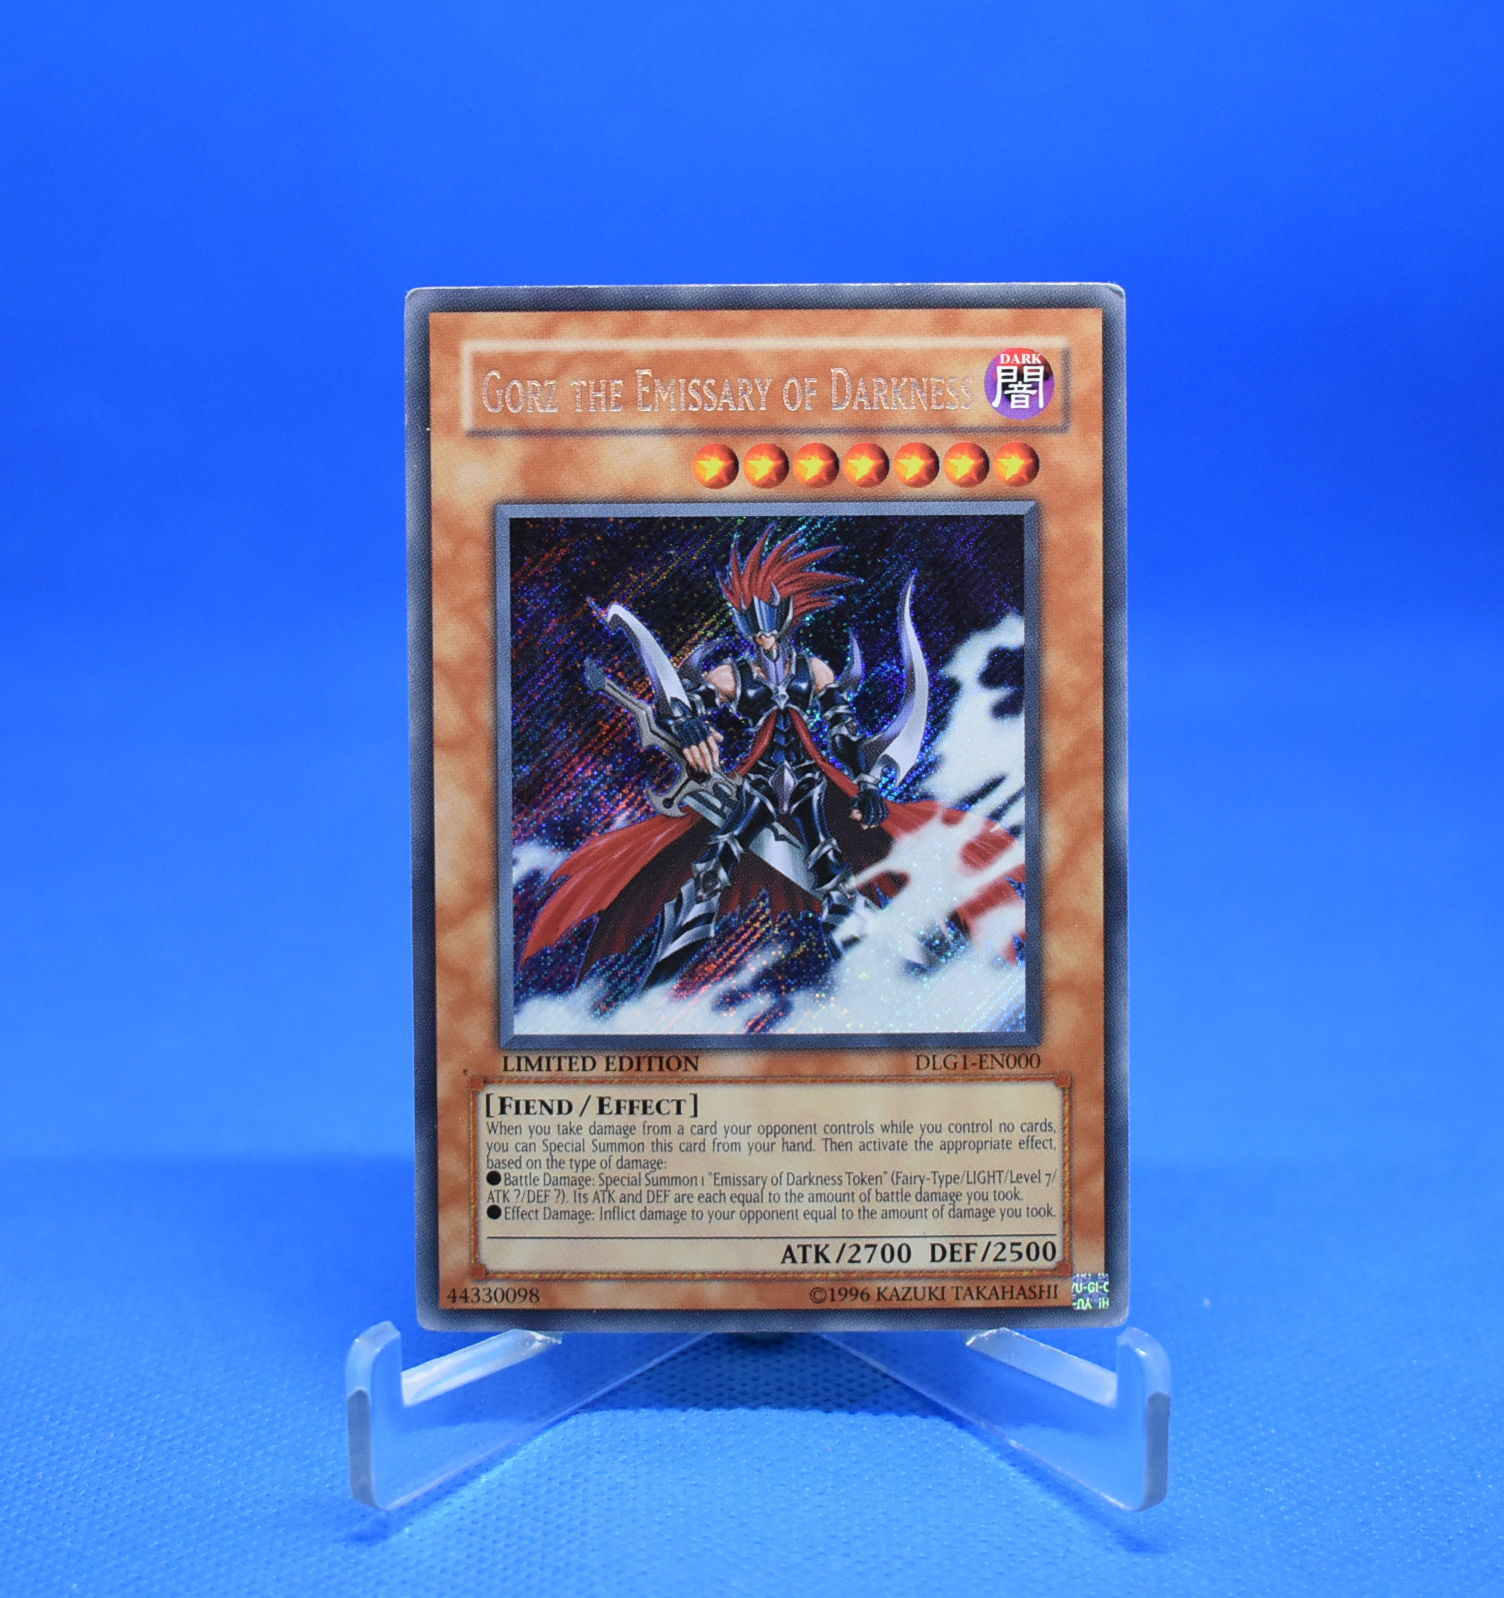 GORZ THE EMISSARY OF DARKNESS
DARK
闇
LIMITED EDITION DLG1-EN000
[FIEND / EFFECT]
When you take damage from a card your opponent controls while you control no cards,
you can Special Summon this card from your hand. Then activate the appropriate effect,
based on the type of damage:
●Battle Damage: Special Summon 1 "Emissary of Darkness Token" (Fairy-Type/LIGHT/Level 7/
ATK ?/DEF ?). Its ATK and DEF are each equal to the amount of battle damage you took.
●Effect Damage: Inflict damage to your opponent equal to the amount of damage you took.
ATK/2700 DEF/2500
44330098 ©1996 KAZUKI TAKAHASHI